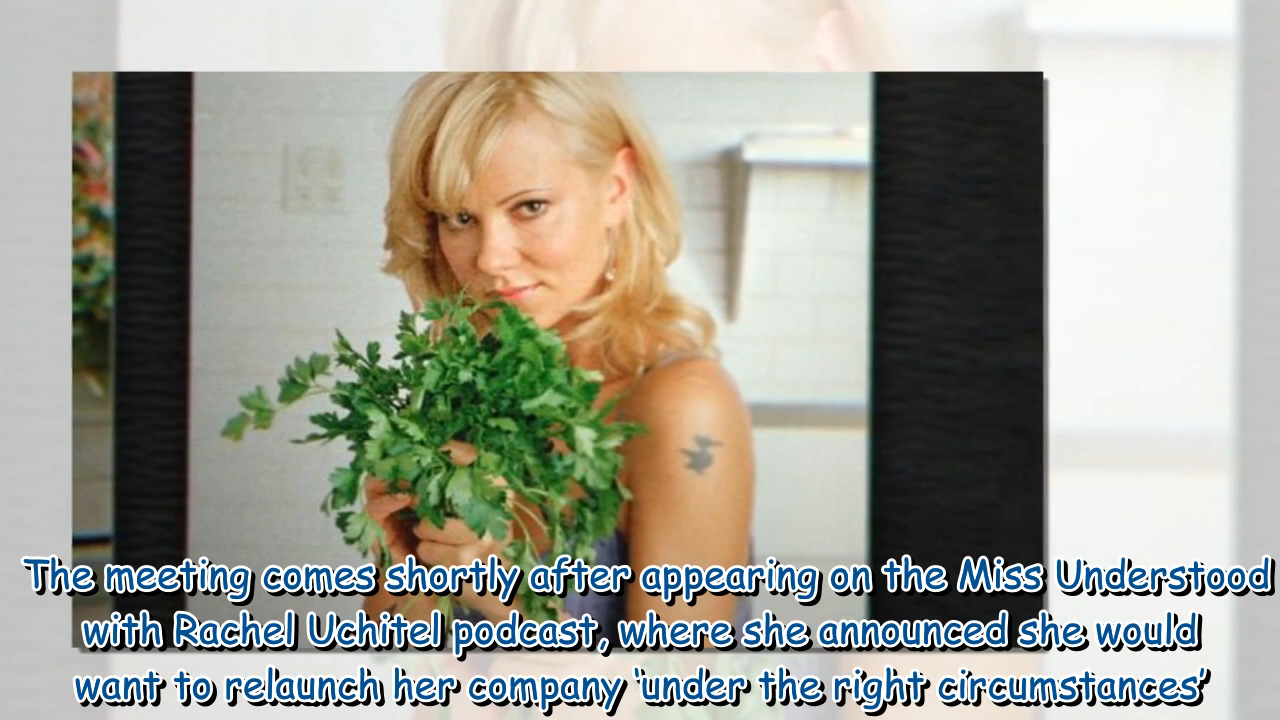 The meeting comes shortly after appearing on the Miss Understood
with Rachel Uchitel podcast, where she announced she would
want to relaunch her company ‘under the right circumstances’